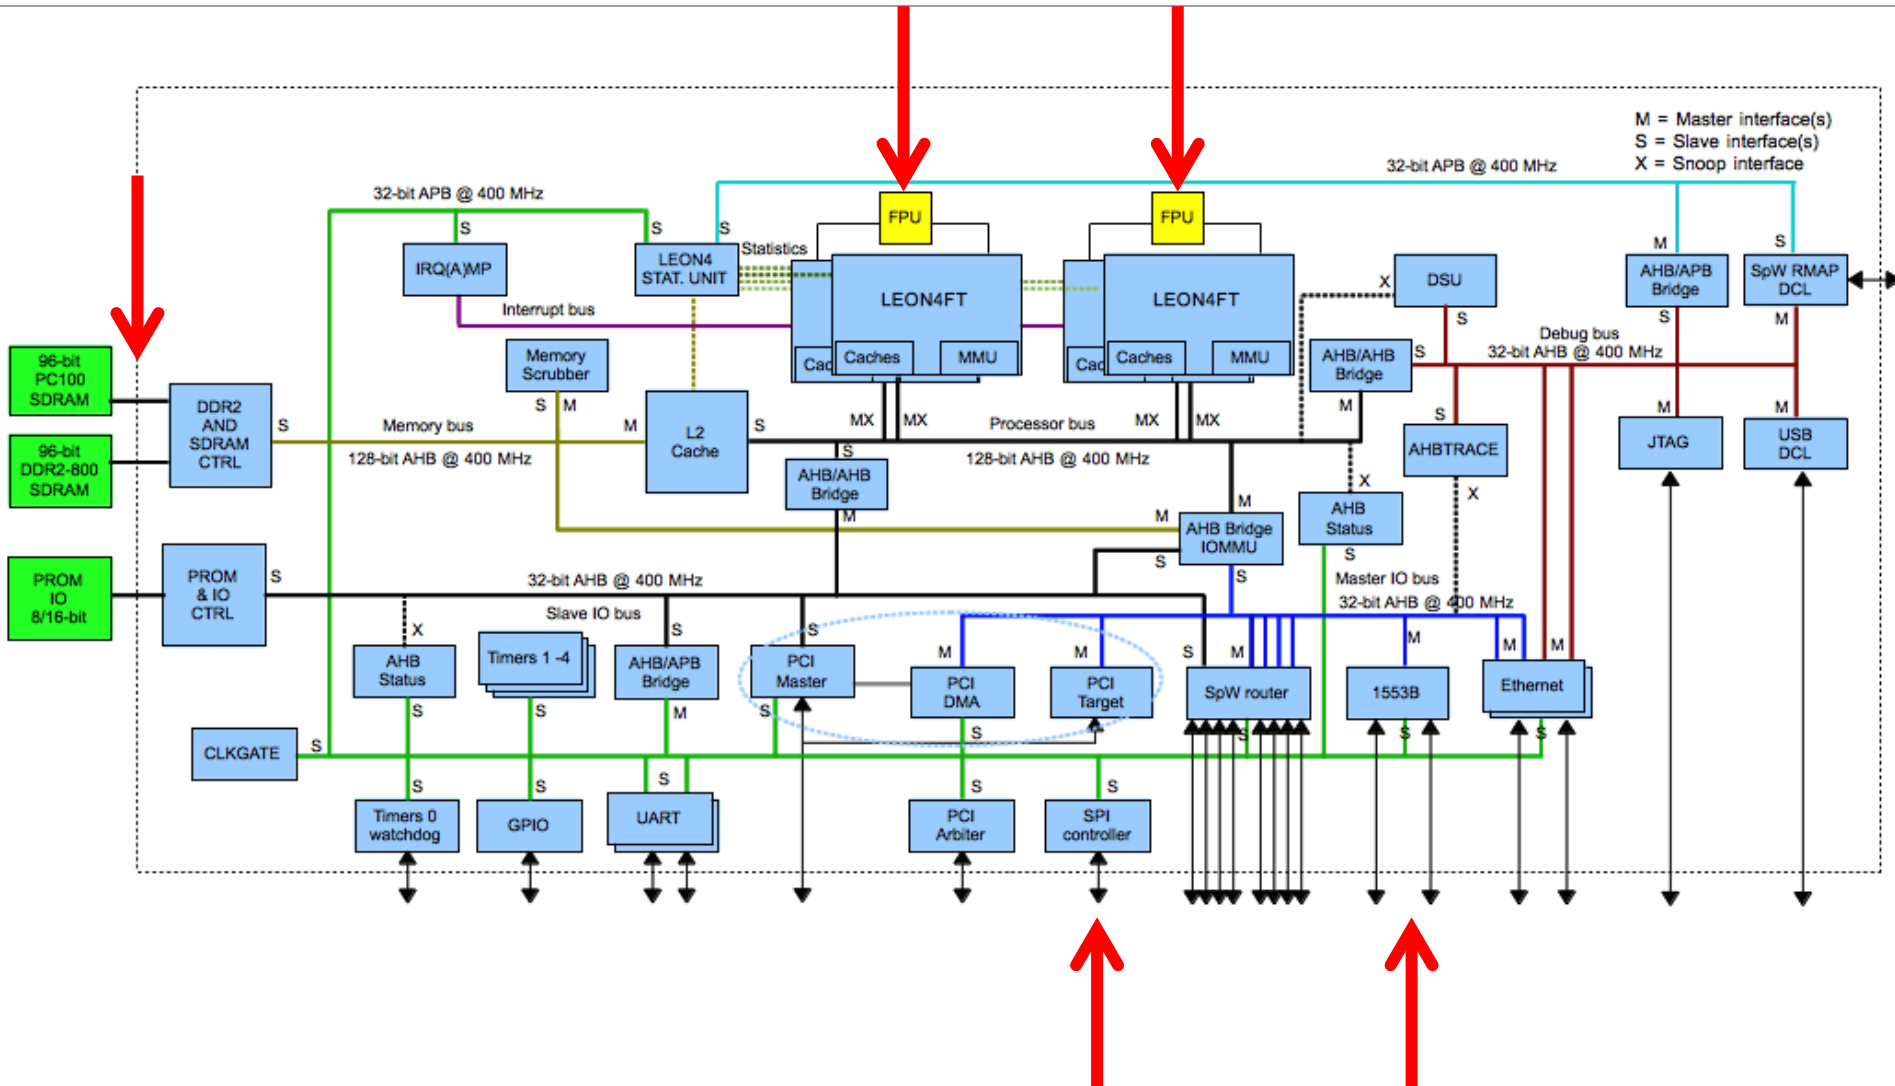 M = Master interface(s)
S = Slave interface(s)
X = Snoop interface
32-bit APB @ 400 MHz
32-bit APB @ 400 MHz
S
S
S
Statistics
FPU
FPU
M
S
IRQ(A)MP
LEON4
STAT. UNIT
LEON4FT
LEON4FT
X
DSU
AHB/APB
Bridge
SpW RMAP
DCL
Interrupt bus
S
S
M
Debug bus
32-bit AHB @ 400 MHz
96-bit
PC100
SDRAM
Memory
Scrubber
Cac
Caches
MMU
Cac
Caches
MMU
AHB/AHB
Bridge
S
DDR2
AND
SDRAM
CTRL
S
S
M
M
L2
Cache
S
MX
MX
MX
MX
M
S
M
M
Memory bus
128-bit AHB @ 400 MHz
Processor bus
128-bit AHB @ 400 MHz
96-bit
DDR2-800
SDRAM
S
AHB/AHB
Bridge
M
AHBTRACE
X
JTAG
USB
DCL
X
AHB
Status
S
M
M
AHB Bridge
IOMMU
S
S
PROM
IO
8/16-bit
PROM
& IO
CTRL
S
32-bit AHB @ 400 MHz
Slave IO bus
Master IO bus
32-bit AHB @ 400 MHz
X
S
S
M
M
S
M
M
M
M
AHB
Status
Timers 1 -4
AHB/APB
Bridge
PCI
Master
PCI
DMA
PCI
Target
SpW router
1553B
Ethernet
S
S
M
S
S
S
S
S
CLKGATE
S
S
S
S
S
S
Timers 0
watchdog
GPIO
UART
PCI
Arbiter
SPI
controller